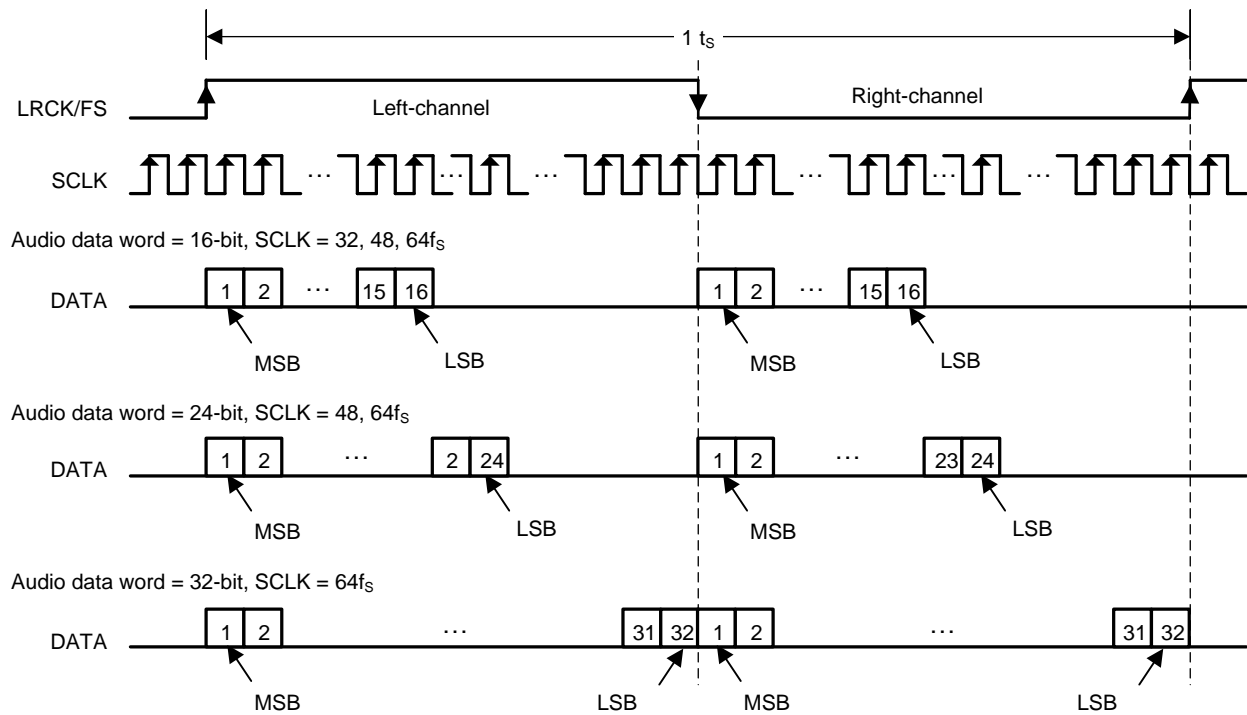 1 tS
LRCK/FS
Left-channel
Right-channel
SCLK
... ... ... ... ... ...
Audio data word = 16-bit, SCLK = 32, 48, 64fS
DATA 1 2 ... 15 16 1 2 ... 15 16
MSB LSB MSB LSB
Audio data word = 24-bit, SCLK = 48, 64fS
DATA 1 2 ... 2 24 1 2 ... 23 24
MSB LSB MSB LSB
Audio data word = 32-bit, SCLK = 64fS
DATA 1 2 ... 31 32 1 2 ... 31 32
MSB LSB MSB LSB